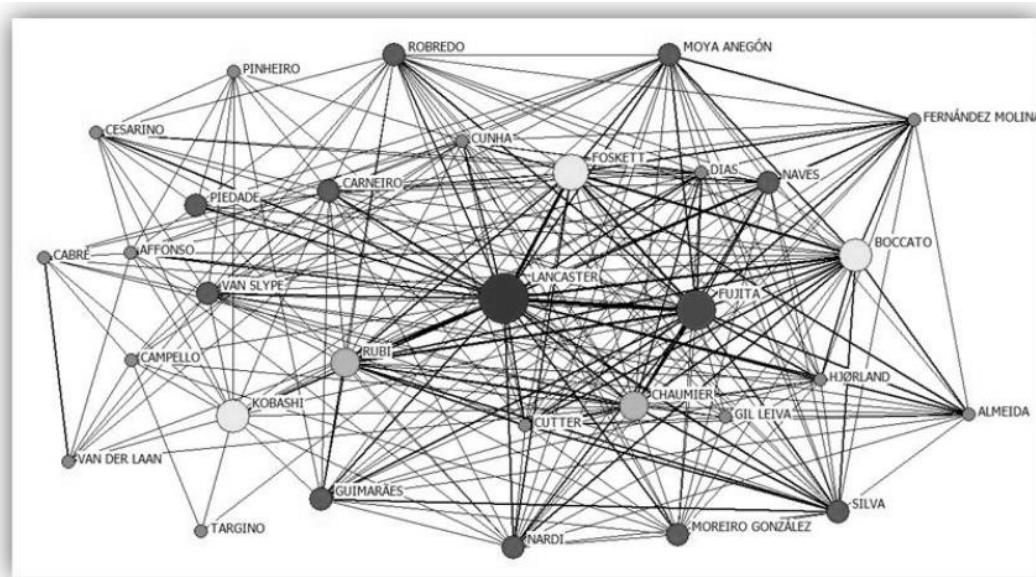 ROBREDO
MOYA ANEGÓN
PINHEIRO
FERNÁNDEZ MOLINA
CESARINO
CUNHA
FOSKETT
DIAS
NAVES
CARNEIRO
PIEDADE
BOCCATO
AFFONSO
CABRÉ
LANCASTER
VAN SLYPE
FUJITA
RUBI
CAMPELLO
HJØRLAND
CHAUMIER
KOBASHI
GIL LEIVA
ALMEIDA
CUTTER
VAN DER LAAN
GUIMARÃES
SILVA
MOREIRO GONZÁLEZ
TARGINO
NARDI